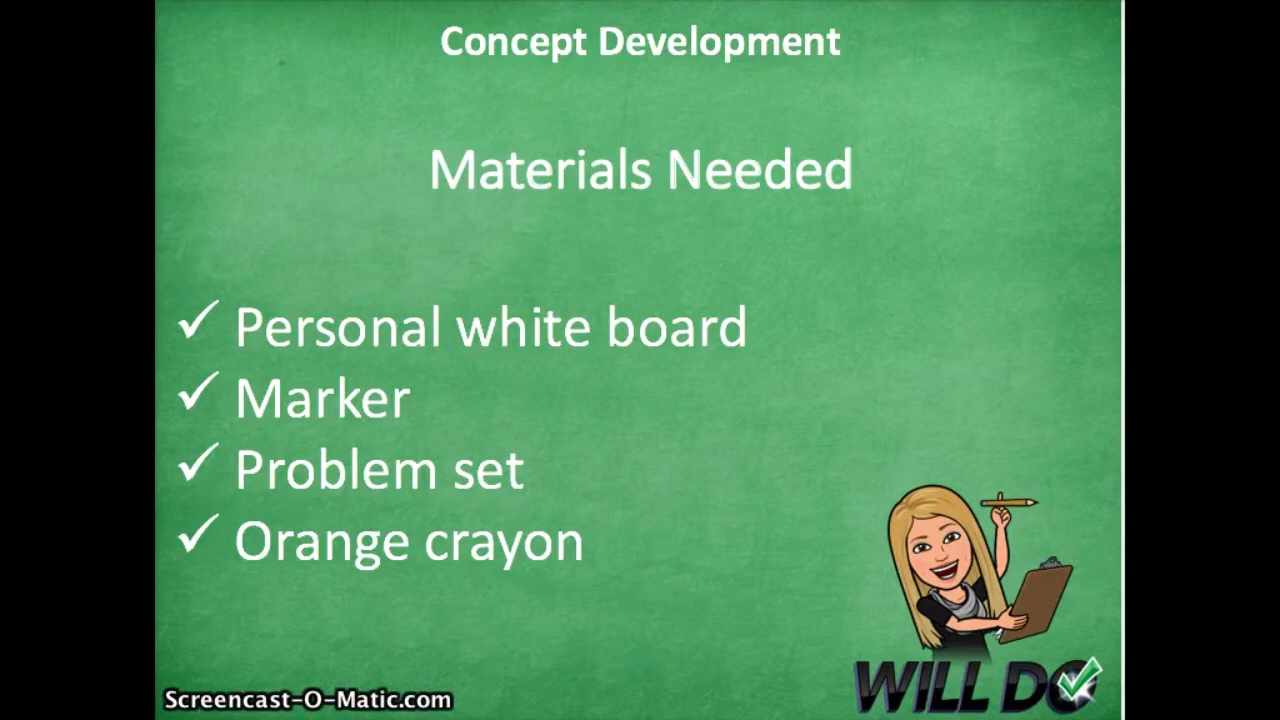 Concept Development
Materials Needed
✓ Personal white board
✓ Marker
✓ Problem set
✓ Orange crayon
WILL DO
Screencast-O-Matic.com